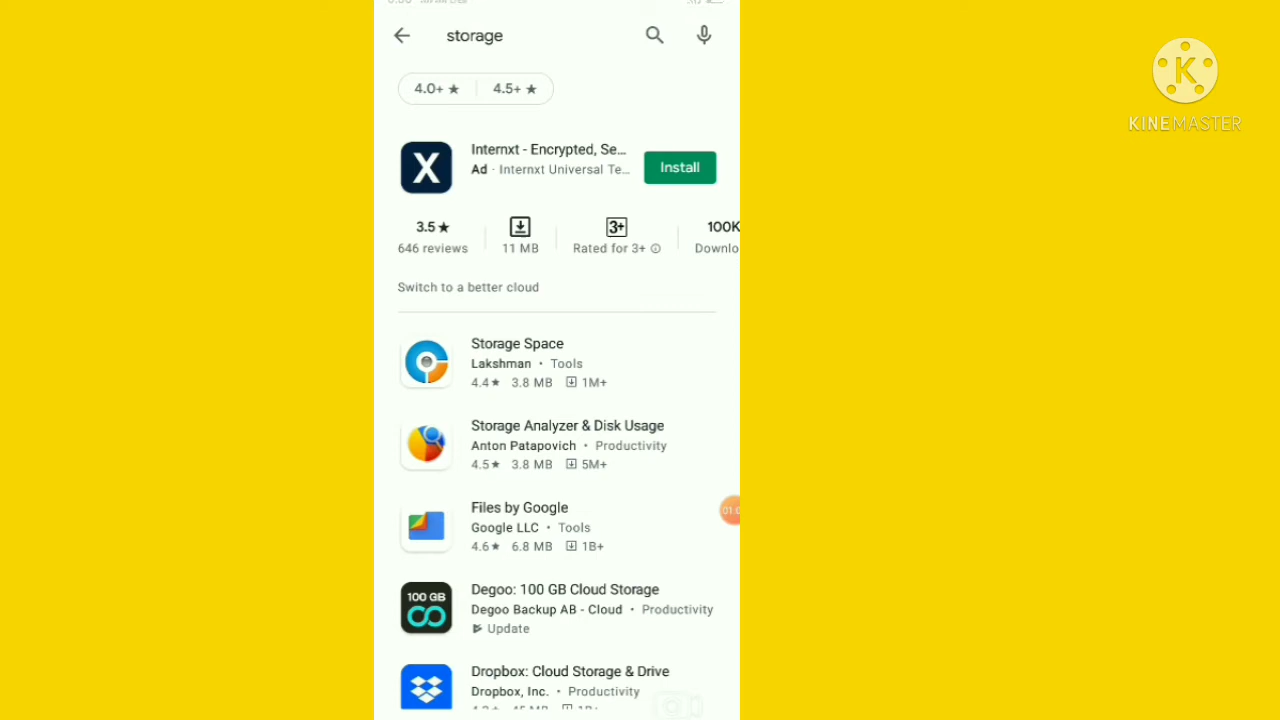 storage
4.0+ ★ 4.5+ ★
K
KINEMASTER
X
Internxt - Encrypted, Se...
Ad · Internxt Universal Te...
Install
3.5★
646 reviews
11 MB
3+
Rated for 3+
100K
Downlo
Switch to a better cloud
Storage Space
Lakshman • Tools
4.4★ 3.8 MB 1M+
Storage Analyzer & Disk Usage
Anton Patapovich • Productivity
4.5★ 3.8 MB 5M+
Files by Google
Google LLC • Tools
4.6★ 6.8 MB 1B+
100 GB
Degoo: 100 GB Cloud Storage
Degoo Backup AB - Cloud • Productivity
Update
Dropbox: Cloud Storage & Drive
Dropbox, Inc. • Productivity